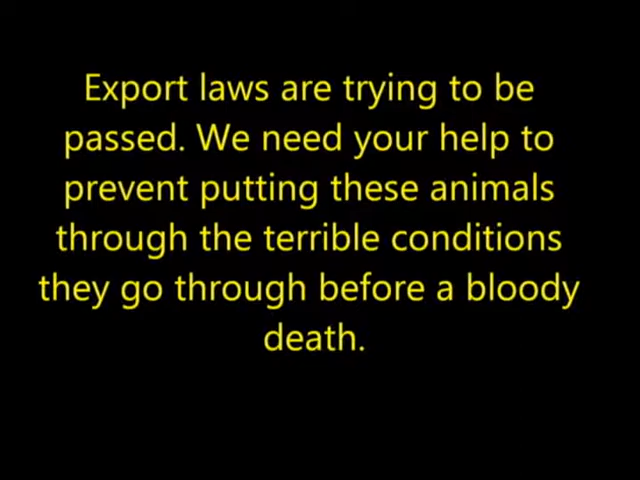 Export laws are trying to be
passed. We need your help to
prevent putting these animals
through the terrible conditions
they go through before a bloody
death.